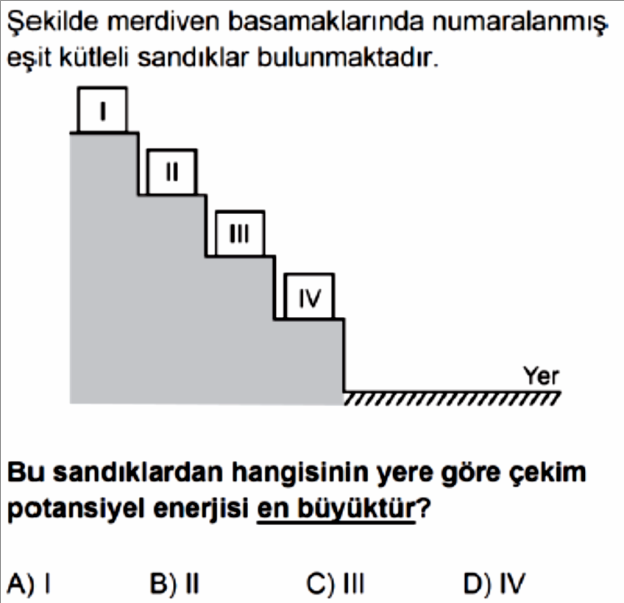 Şekilde merdiven basamaklarında numaralanmış
eşit kütleli sandıklar bulunmaktadır.
I
II
III
IV
Yer
Bu sandıklardan hangisinin yere göre çekim
potansiyel enerjisi en büyüktür?
A) I B) II C) III D) IV